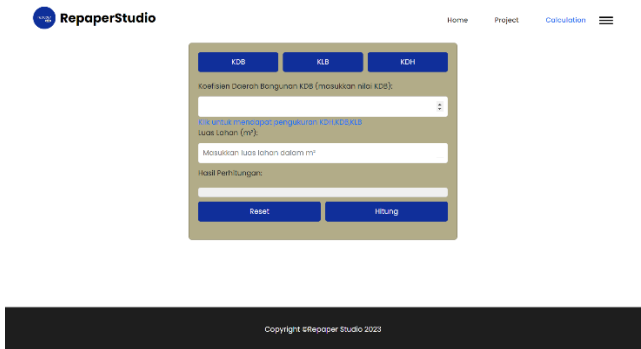 RepaperStudio
Home Project Calculation
KDB KLB KDH
Koefisien Daerah Bangunan KDB (masukkan nilai KDB):
Klik untuk mendapat pengukuran KDH,KDB,KLB
Luas Lahan (m²):
Masukkan luas lahan dalam m²
Hasil Perhitungan:
Reset Hitung
Copyright ©Repaper Studio 2023